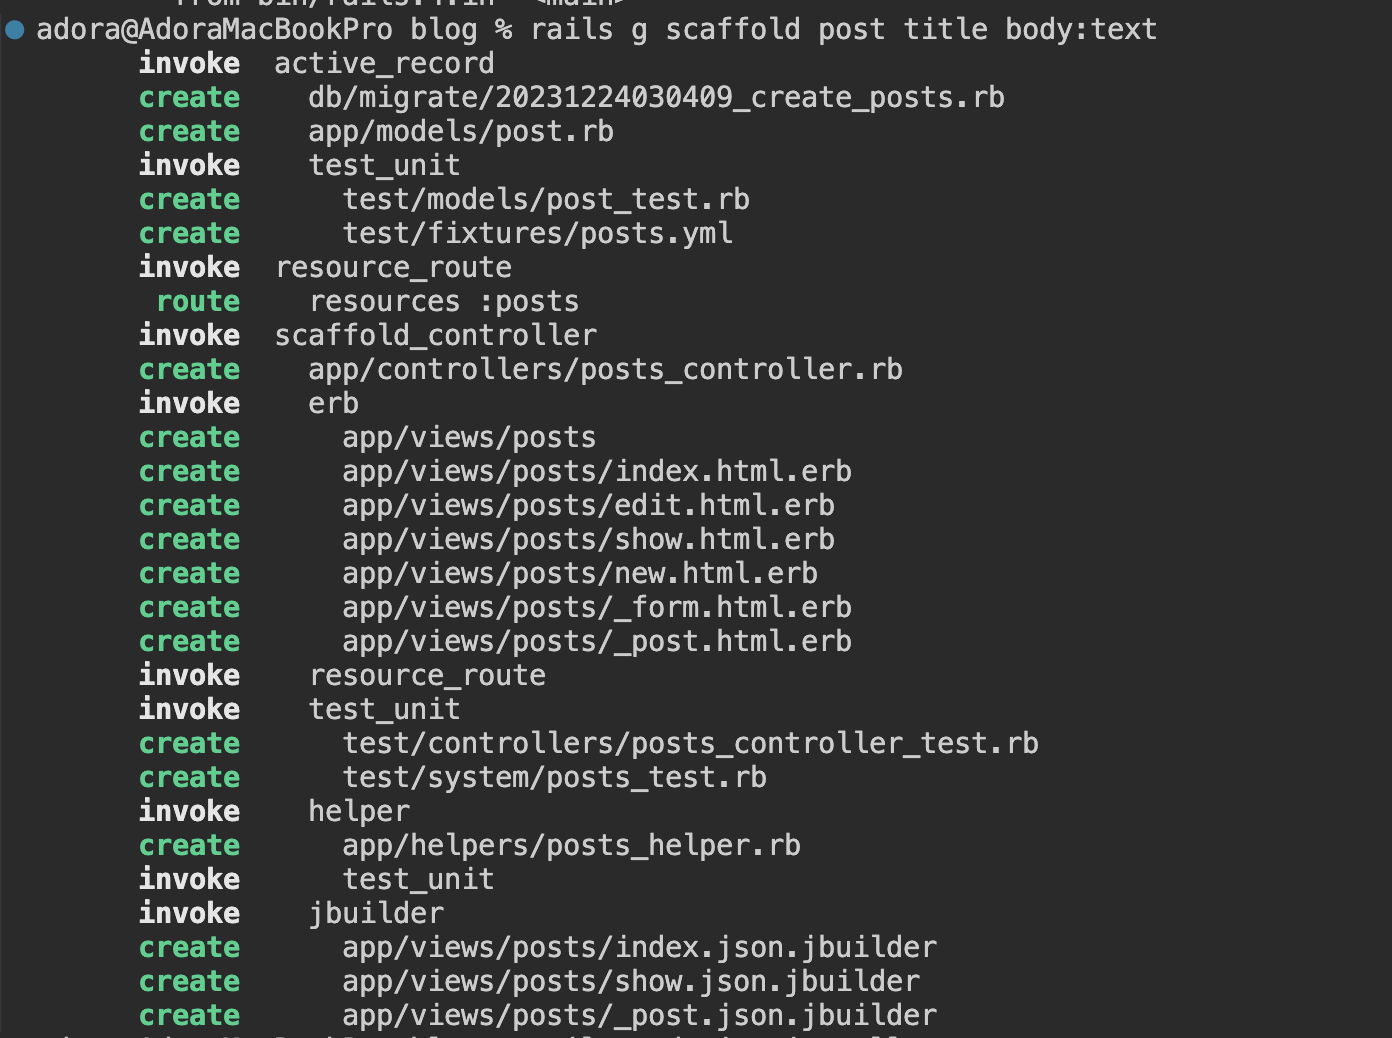 adora@AdoraMacBookPro blog % rails g scaffold post title body:text
invoke  active_record
create    db/migrate/20231224030409_create_posts.rb
create    app/models/post.rb
invoke    test_unit
create      test/models/post_test.rb
create      test/fixtures/posts.yml
invoke  resource_route
route    resources :posts
invoke  scaffold_controller
create    app/controllers/posts_controller.rb
invoke    erb
create      app/views/posts
create      app/views/posts/index.html.erb
create      app/views/posts/edit.html.erb
create      app/views/posts/show.html.erb
create      app/views/posts/new.html.erb
create      app/views/posts/_form.html.erb
create      app/views/posts/_post.html.erb
invoke    resource_route
invoke    test_unit
create      test/controllers/posts_controller_test.rb
create      test/system/posts_test.rb
invoke    helper
create      app/helpers/posts_helper.rb
invoke      test_unit
invoke    jbuilder
create      app/views/posts/index.json.jbuilder
create      app/views/posts/show.json.jbuilder
create      app/views/posts/_post.json.jbuilder